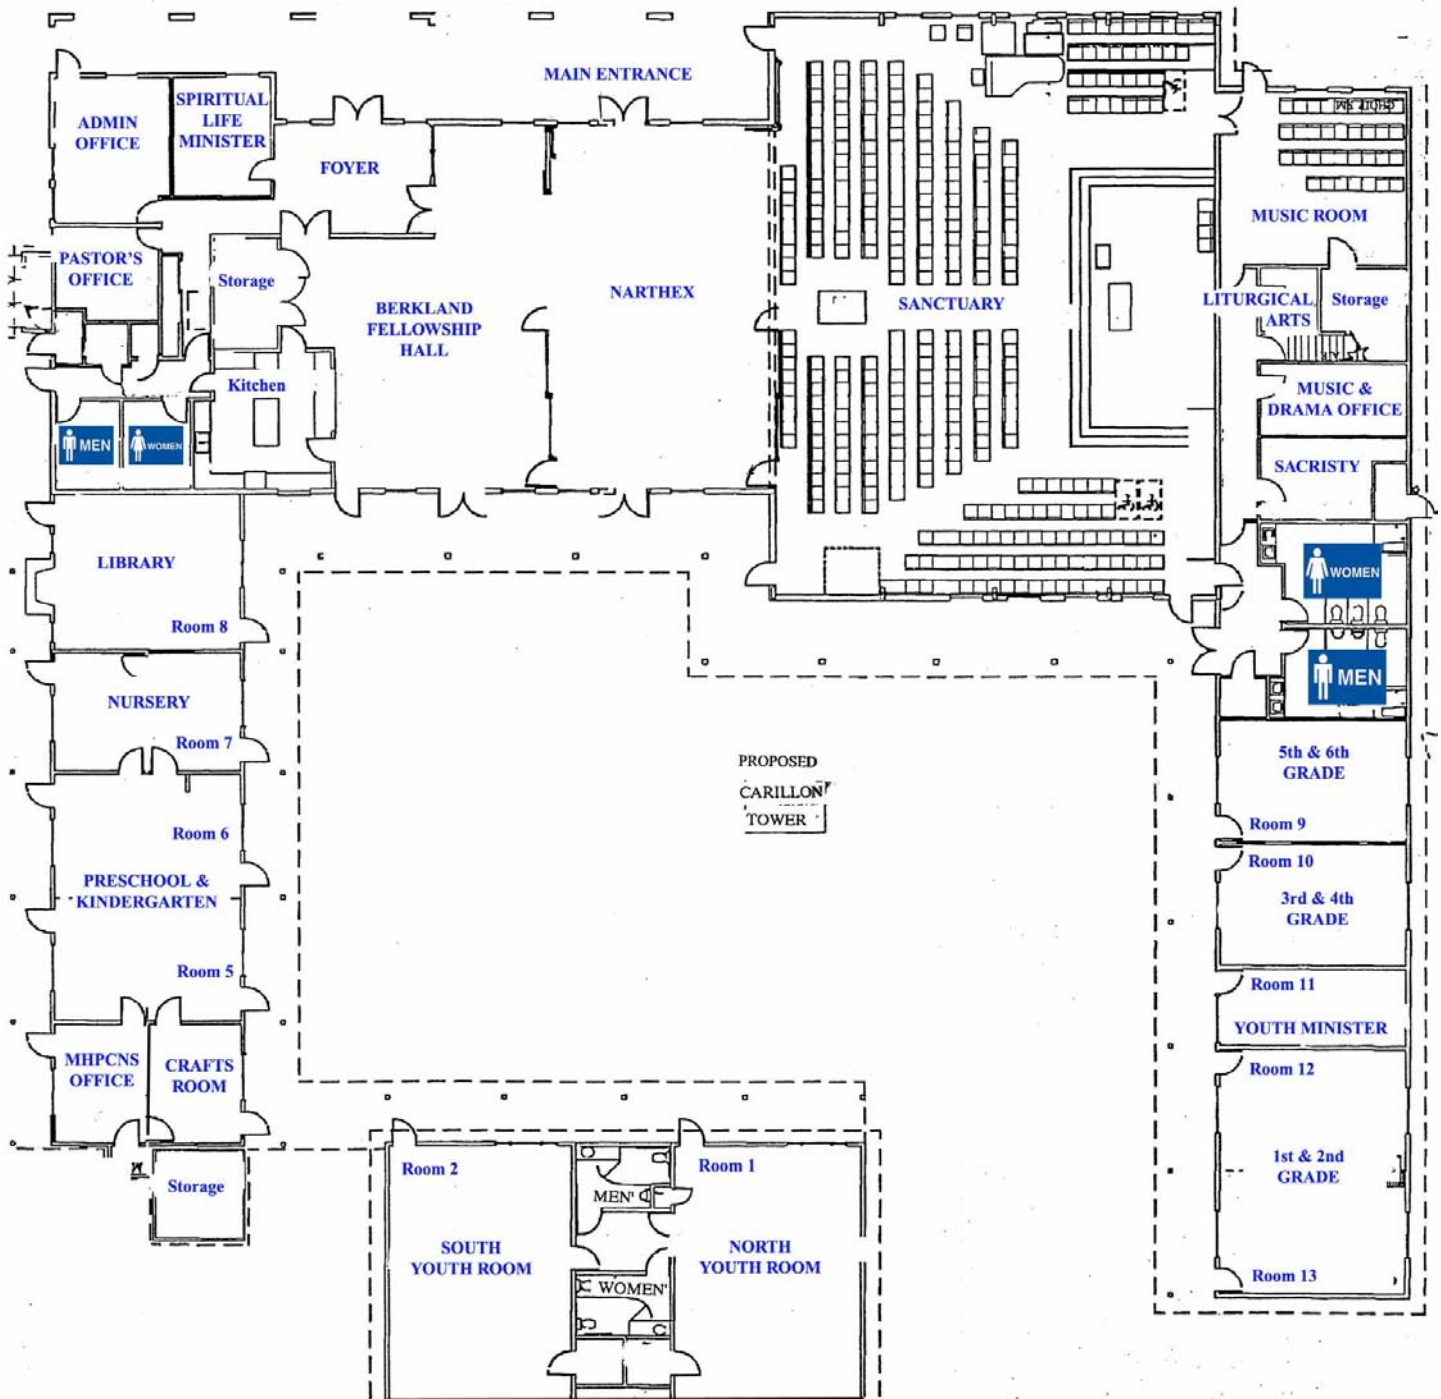 MAIN ENTRANCE
ADMIN
OFFICE
SPIRITUAL
LIFE
MINISTER
FOYER
MUSIC ROOM
PASTOR'S
OFFICE
Storage
BERKLAND
FELLOWSHIP
HALL
NARTHEX
SANCTUARY
LITURGICAL
ARTS
Storage
Kitchen
MUSIC &
DRAMA OFFICE
MEN
WOMEN
SACRISTY
LIBRARY
Room 8
WOMEN
MEN
NURSERY
Room 7
PROPOSED
CARILLON
TOWER
5th & 6th
GRADE
Room 9
Room 6
PRESCHOOL &
KINDERGARTEN
Room 5
Room 10
3rd & 4th
GRADE
Room 11
YOUTH MINISTER
MHPCNS
OFFICE
CRAFTS
ROOM
Room 12
1st & 2nd
GRADE
Room 13
Storage
Room 2
SOUTH
YOUTH ROOM
MEN'
WOMEN'
Room 1
NORTH
YOUTH ROOM